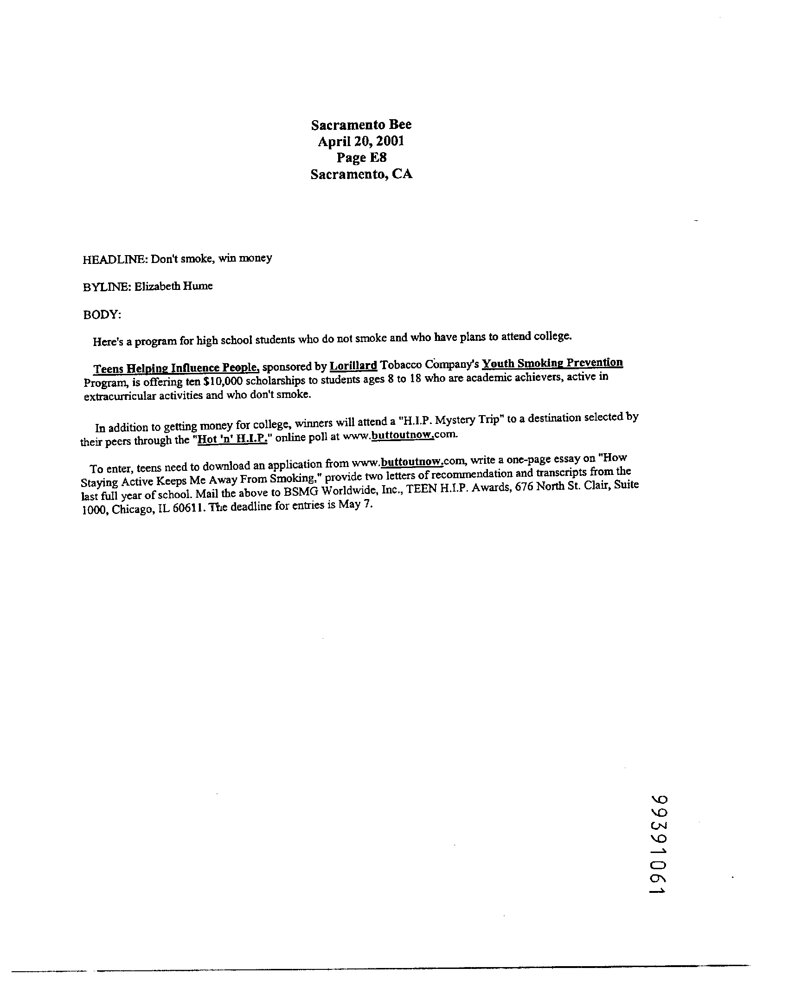 Sacramento Bee
April 20, 2001
Page E8
Sacramento, CA
HEADLINE: Don't smoke, win money
BYLINE: Elizabeth Hume
BODY:
Here's a program for high school students who do not smoke and who have plans to attend college.
Teens Helping Influence People, sponsored by Lorillard Tobacco Company's Youth Smoking Prevention
Program, is offering ten $10,000 scholarships to students ages 8 to 18 who are academic achievers, active in
extracurricular activities and who don't smoke.
In addition to getting money for college, winners will attend a "H.I.P. Mystery Trip" to a destination selected by
their peers through the "Hot 'n' H.I.P." online poll at www.buttoutnow.com.
To enter, teens need to download an application from www.buttoutnow.com, write a one-page essay on "How
Staying Active Keeps Me Away From Smoking," provide two letters of recommendation and transcripts from the
last full year of school. Mail the above to BSMG Worldwide, Inc., TEEN H.I.P. Awards, 676 North St. Clair, Suite
1000, Chicago, IL 60611. The deadline for entries is May 7.
99391061